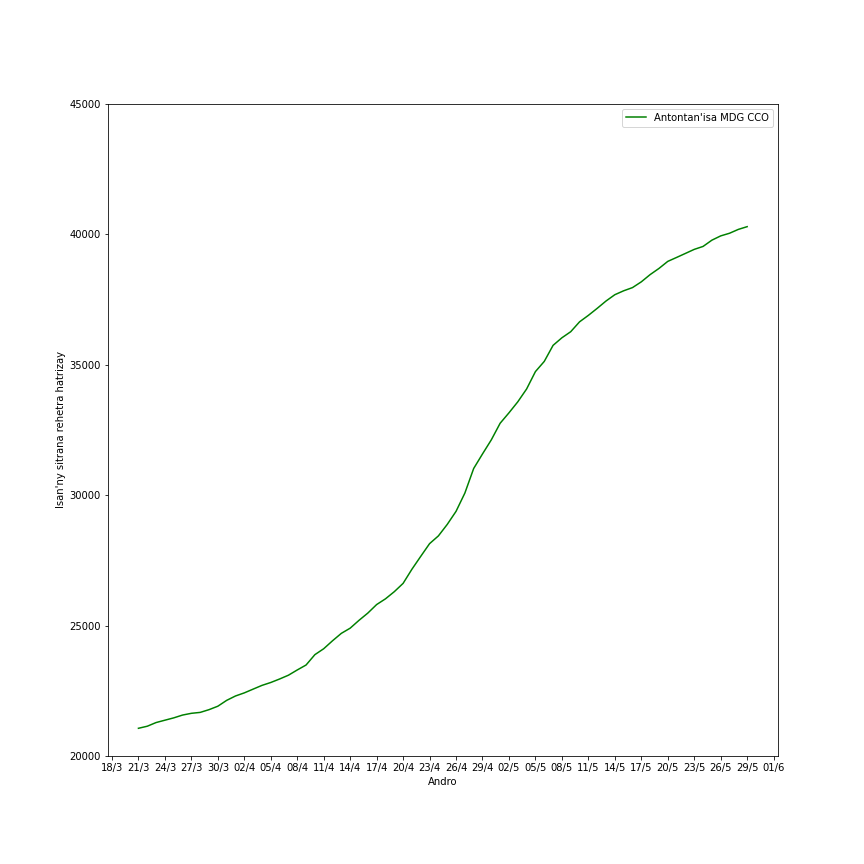 45000
Antontan'isa MDG CCO
40000
35000
Isan'ny sitrana rehetra hatrizay
30000
25000
20000
18/3 21/3 24/3 27/3 30/3 02/4 05/4 08/4 11/4 14/4 17/4 20/4 23/4 26/4 29/4 02/5 05/5 08/5 11/5 14/5 17/5 20/5 23/5 26/5 29/5 01/6
Andro